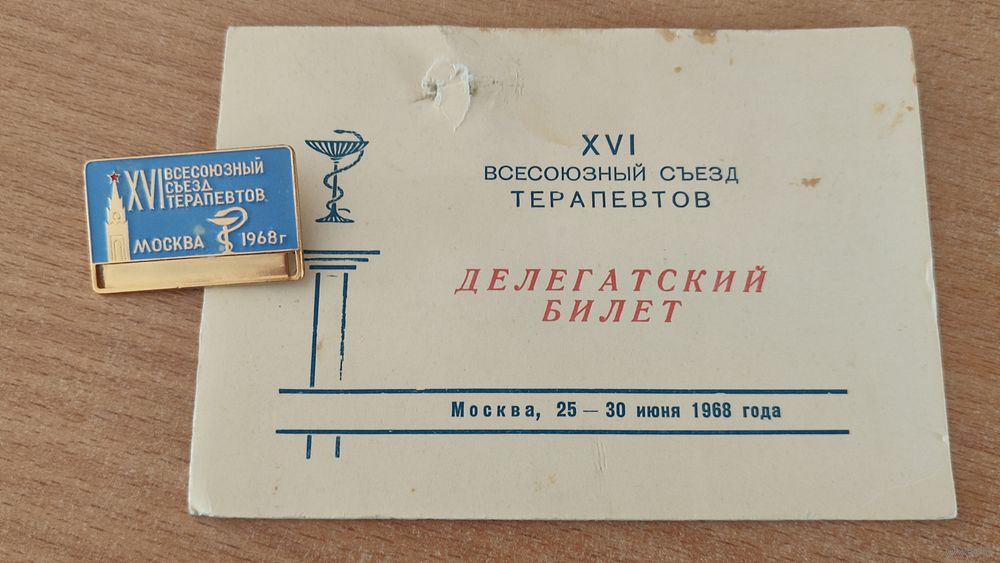 XVI
ВСЕСОЮЗНЫЙ
СЪЕЗД
ТЕРАПЕВТОВ
МОСКВА 1968г
XVI
ВСЕСОЮЗНЫЙ СЪЕЗД
ТЕРАПЕВТОВ
ДЕЛЕГАТСКИЙ
БИЛЕТ
Москва, 25 — 30 июня 1968 года